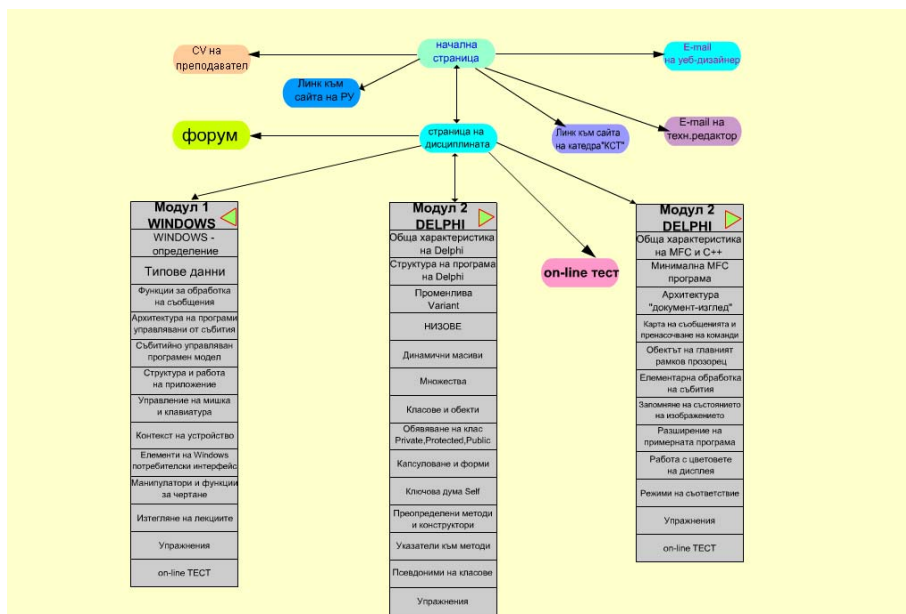 CV на
преподавател
начална
страница
E-mail
на уеб-дизайнер
Линк към
сайта на РУ
форум
страница на
дисциплината
Линк към сайта
на катедра"КСТ"
E-mail на
техн.редактор
on-line тест
Модул 1
WINDOWS
WINDOWS -
определение
Типове данни
Функции за обработка
на съобщения
Архитектура на програми
управлявани от събития
Събитийно управляван
програмен модел
Структура и работа
на приложение
Управление на мишка
и клавиатура
Контекст на устройство
Елементи на Windows
потребителски интерфейс
Манипулатори и функции
за чертане
Изтегляне на лекциите
Упражнения
on-line ТЕСТ
Модул 2
DELPHI
Обща характеристика
на Delphi
Структура на програма
на Delphi
Променлива
Variant
НИЗОВЕ
Динамични масиви
Множества
Класове и обекти
Обявяване на клас
Private,Protected,Public
Капсуловане и форми
Ключова дума Self
Преопределени методи
и конструктори
Указатели към методи
Псевдоними на класове
Упражнения
Модул 2
DELPHI
Обща характеристика
на MFC и C++
Минимална MFC
програма
Архитектура
"документ-изглед"
Карта на съобщенията и
пренасочване на команди
Обектът на главният
рамков прозорец
Елементарна обработка
на събития
Запомняне на състоянието
на изображението
Разширение на
примерната програма
Работа с цветовете
на дисплея
Режими на съответствие
Упражнения
on-line ТЕСТ